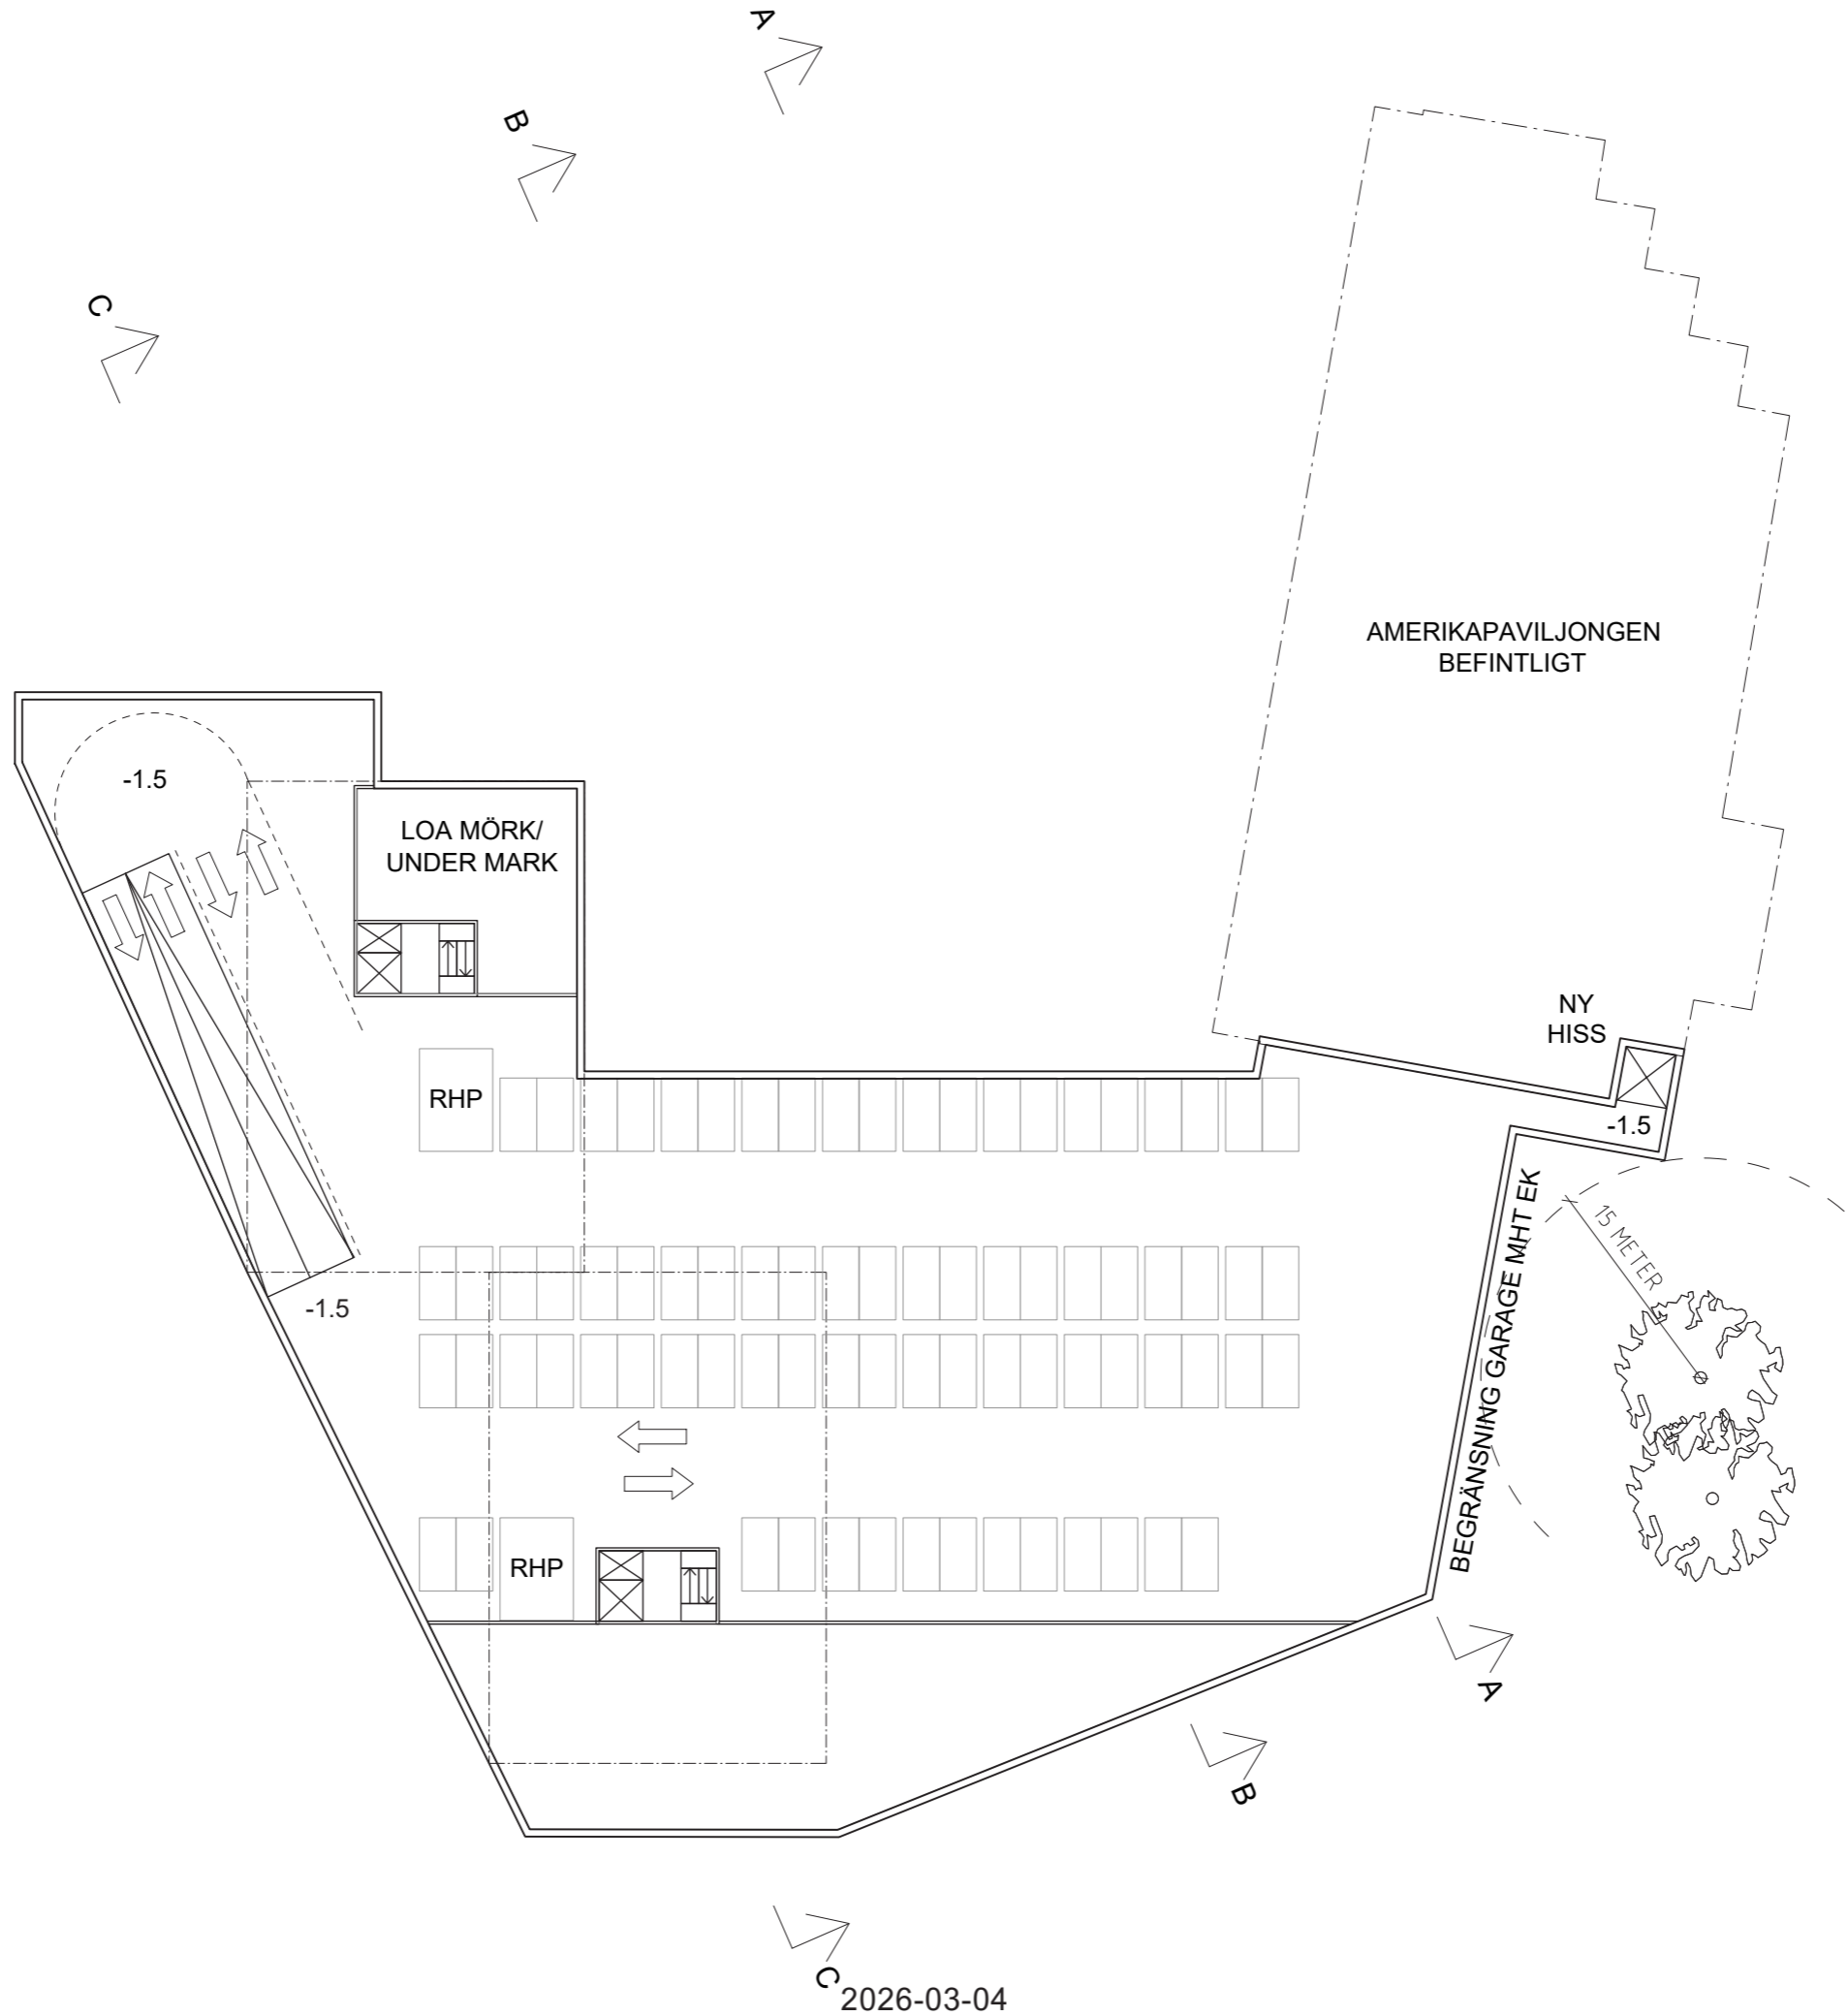 A
B
C
AMERIKAPAVILJONGEN
BEFINTLIGT
-1.5
LOA MÖRK/
UNDER MARK
NY
HISS
RHP
-1.5
BEGRÄNSNING GARAGE MHT EK
15 METER
-1.5
RHP
A
B
C
2026-03-04